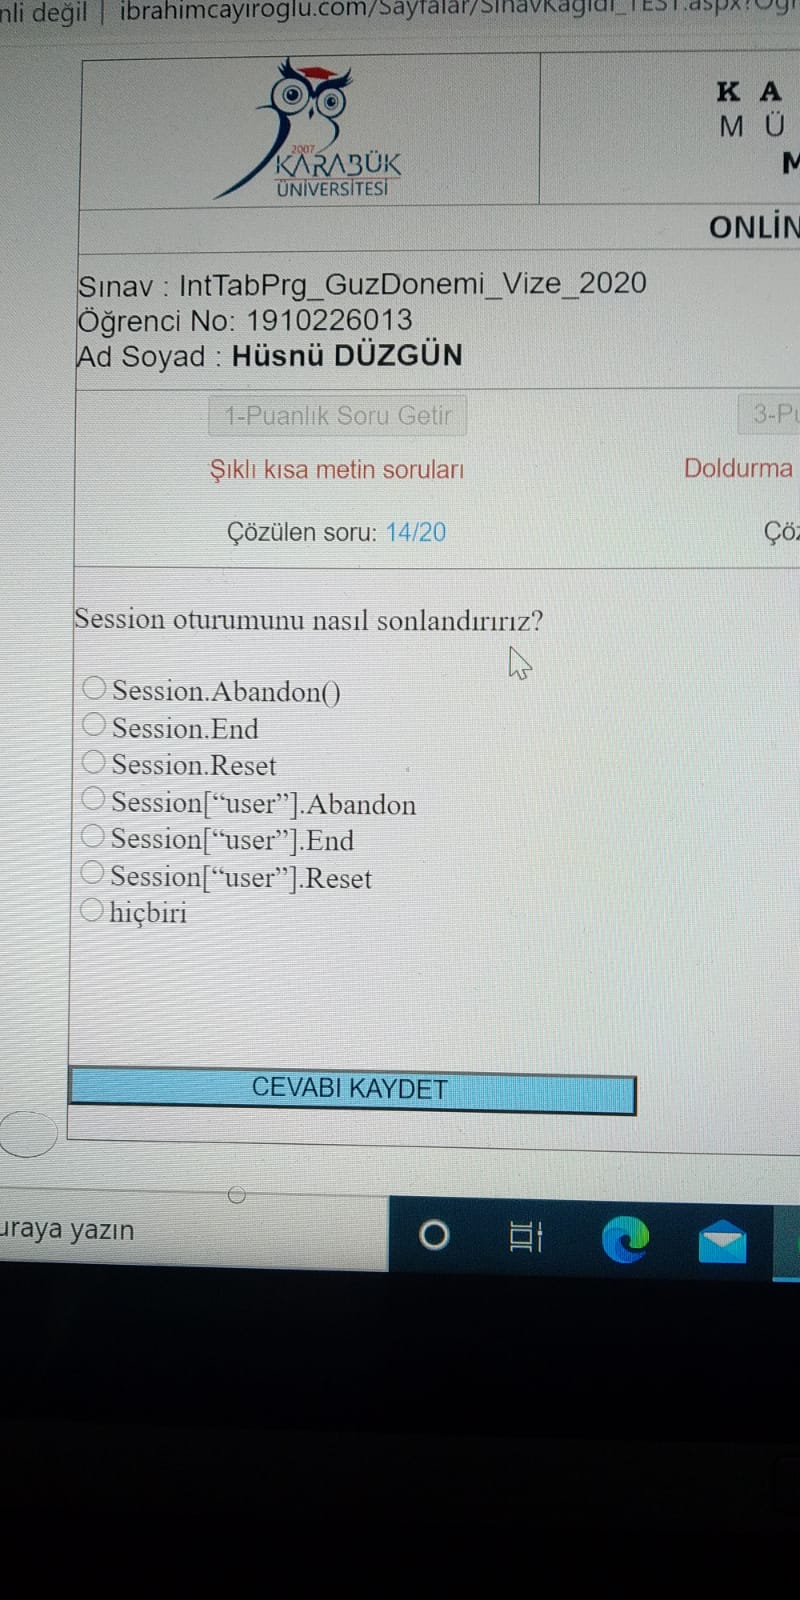 nli değil | ibrahimcayiroglu.com/Sayfalar/SinavKagidi_TEST.aspx?Ogr
K A
2007
KARABÜK
ÜNİVERSİTESİ
M Ü
M
ONLİN
Sınav : IntTabPrg_GuzDonemi_Vize_2020
Öğrenci No: 1910226013
Ad Soyad : Hüsnü DÜZGÜN
1-Puanlık Soru Getir
3-Pu
Şıklı kısa metin soruları
Doldurma
Çözülen soru: 14/20
Çöz
Session oturumunu nasıl sonlandırırız?
Session.Abandon()
Session.End
Session.Reset
Session[“user”].Abandon
Session[“user”].End
Session[“user”].Reset
hiçbiri
CEVABI KAYDET
uraya yazın